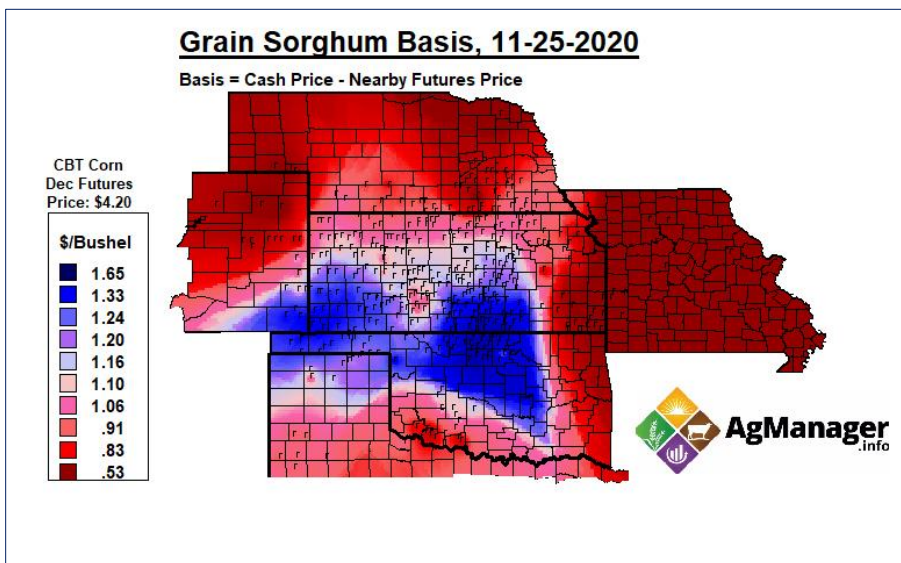 Grain Sorghum Basis, 11-25-2020
Basis = Cash Price - Nearby Futures Price
CBT Corn
Dec Futures
Price: $4.20
$/Bushel
1.65
1.33
1.24
1.20
1.16
1.10
1.06
.91
.83
.53
AgManager
.info